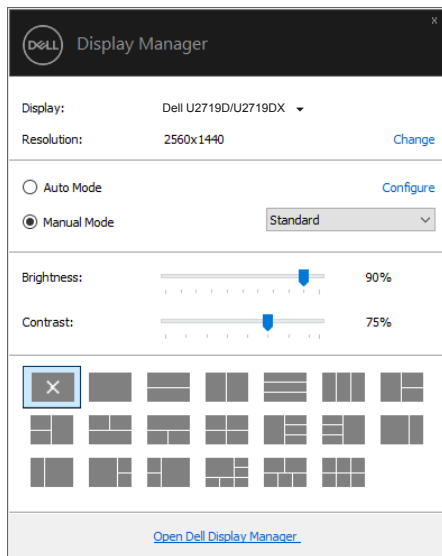 x
DELL Display Manager
Display: Dell U2719D/U2719DX
Resolution: 2560x1440 Change
Auto Mode Configure
Manual Mode Standard
Brightness: 90%
Contrast: 75%
Open Dell Display Manager